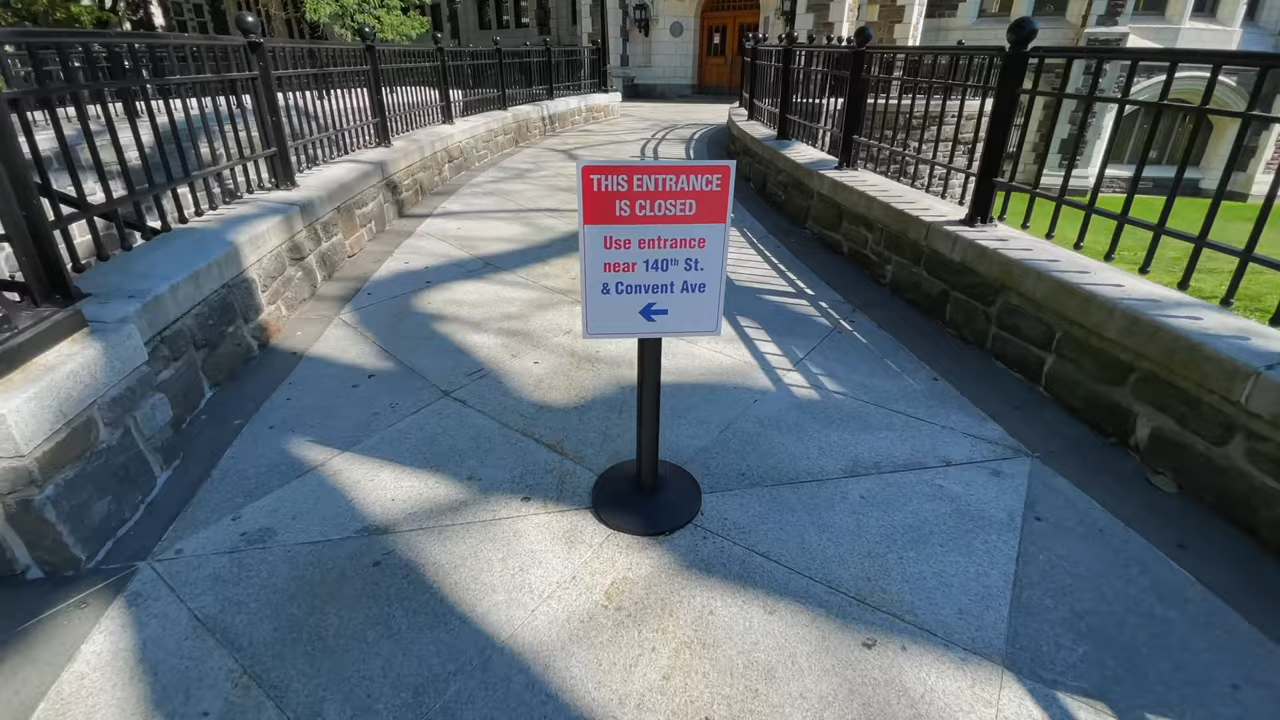 THIS ENTRANCE
IS CLOSED
Use entrance
near 140th St.
& Convent Ave